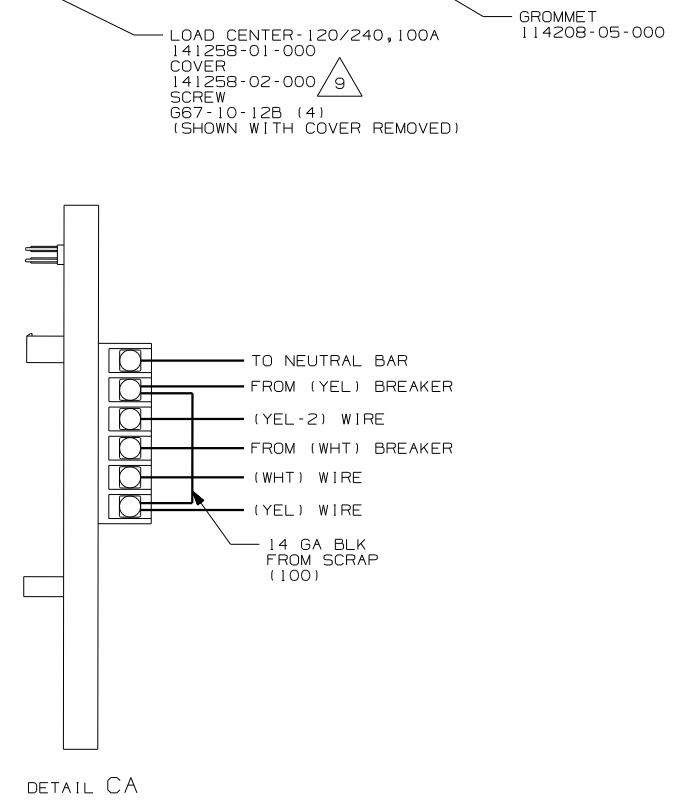 LOAD CENTER-120/240,100A
141258-01-000
COVER
141258-02-000 9
SCREW
G67-10-12B (4)
(SHOWN WITH COVER REMOVED)
GROMMET
114208-05-000
TO NEUTRAL BAR
FROM (YEL) BREAKER
(YEL-2) WIRE
FROM (WHT) BREAKER
(WHT) WIRE
(YEL) WIRE
14 GA BLK
FROM SCRAP
(100)
DETAIL CA